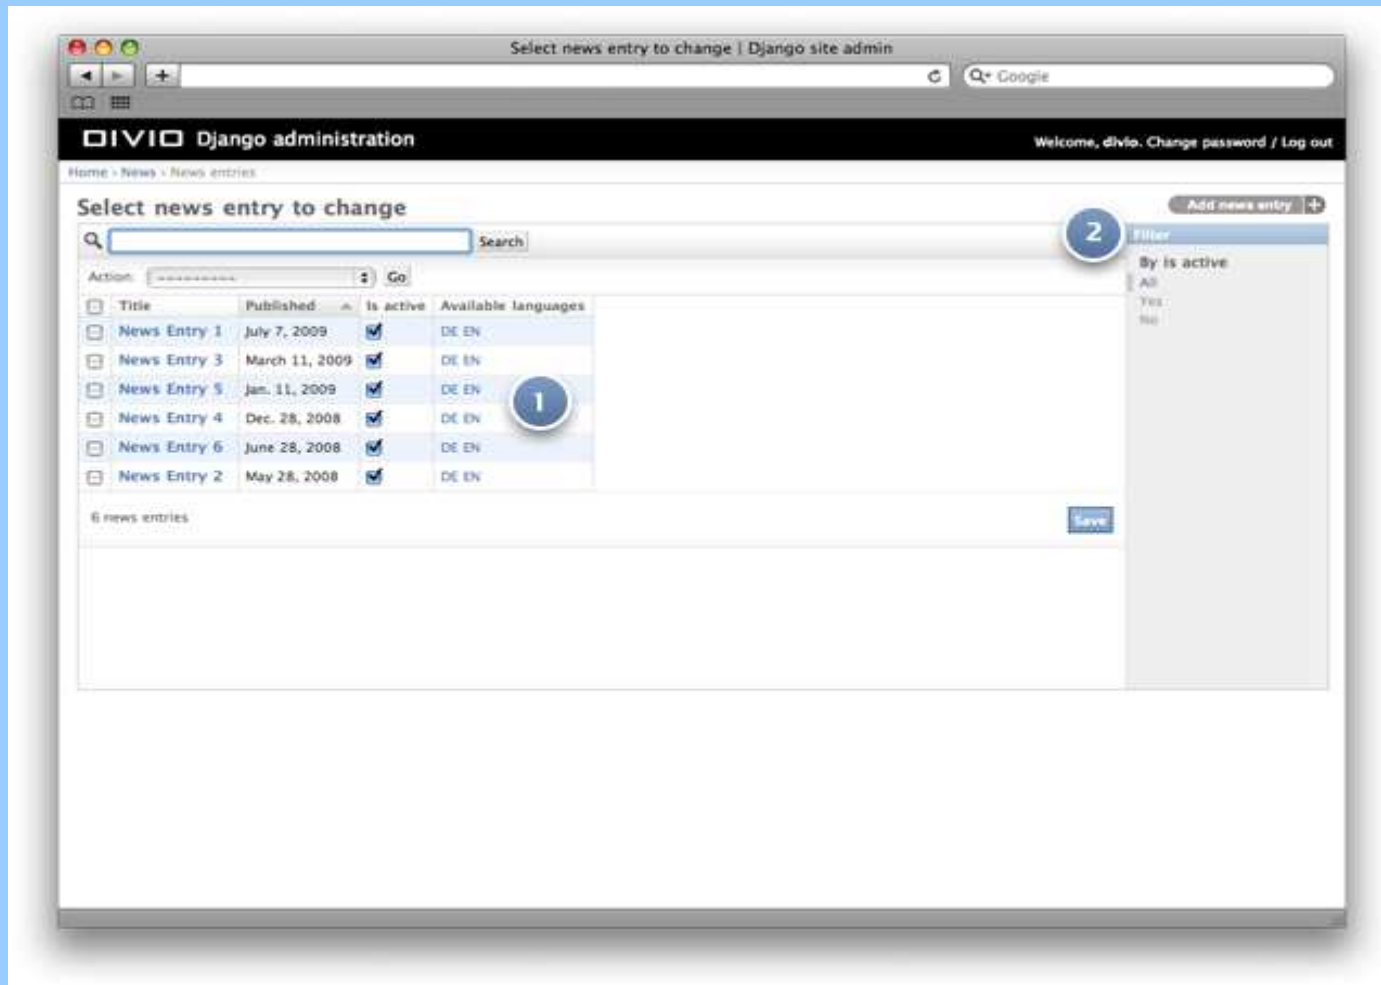 Select news entry to change | Django site admin
Google
DIVIO Django administration
Welcome, divio. Change password / Log out
Home › News › News entries
Select news entry to change
Add news entry +
Search
2
Filter
Action: ---------
Go
By is active
All
Yes
No
Title Published Is active Available languages
News Entry 1 July 7, 2009 DE EN
News Entry 3 March 11, 2009 DE EN
News Entry 5 Jan. 11, 2009 DE EN
1
News Entry 4 Dec. 28, 2008 DE EN
News Entry 6 June 28, 2008 DE EN
News Entry 2 May 28, 2008 DE EN
6 news entries
Save